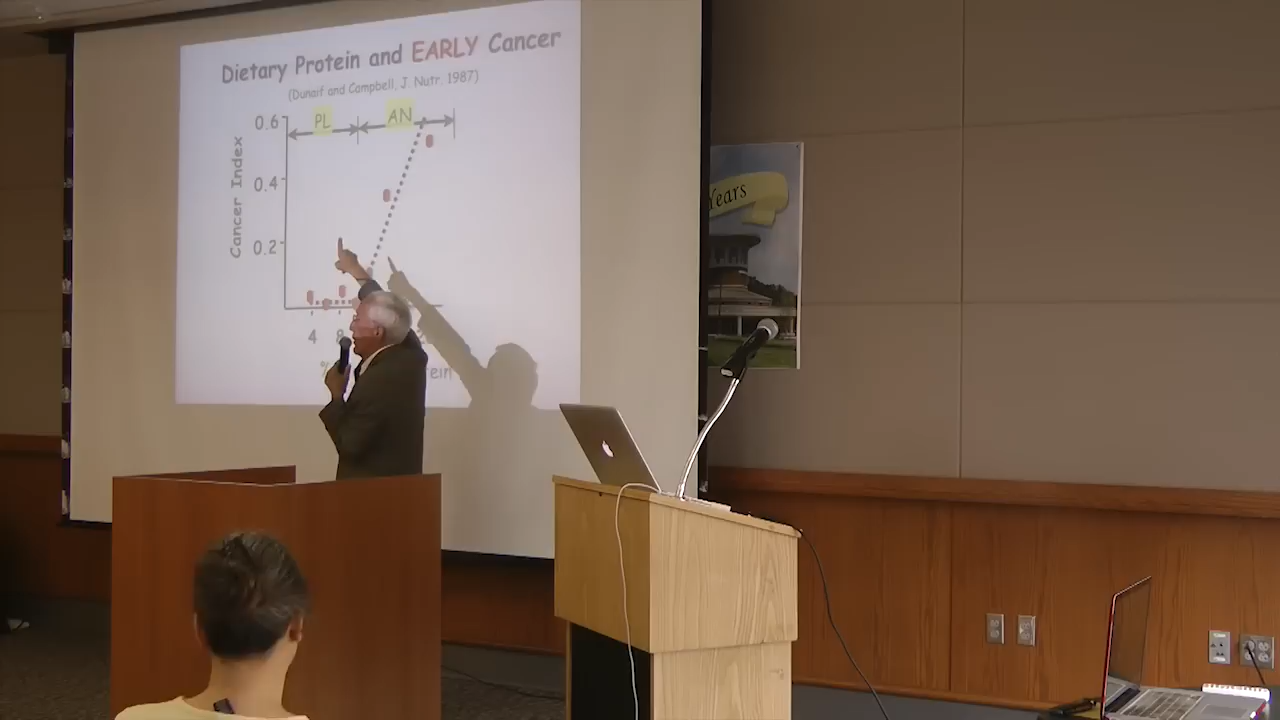 Dietary Protein and EARLY Cancer
(Dunaif and Campbell, J. Nutr. 1987)
PL
AN
0.6
0.4
0.2
Cancer Index
4
8
Years